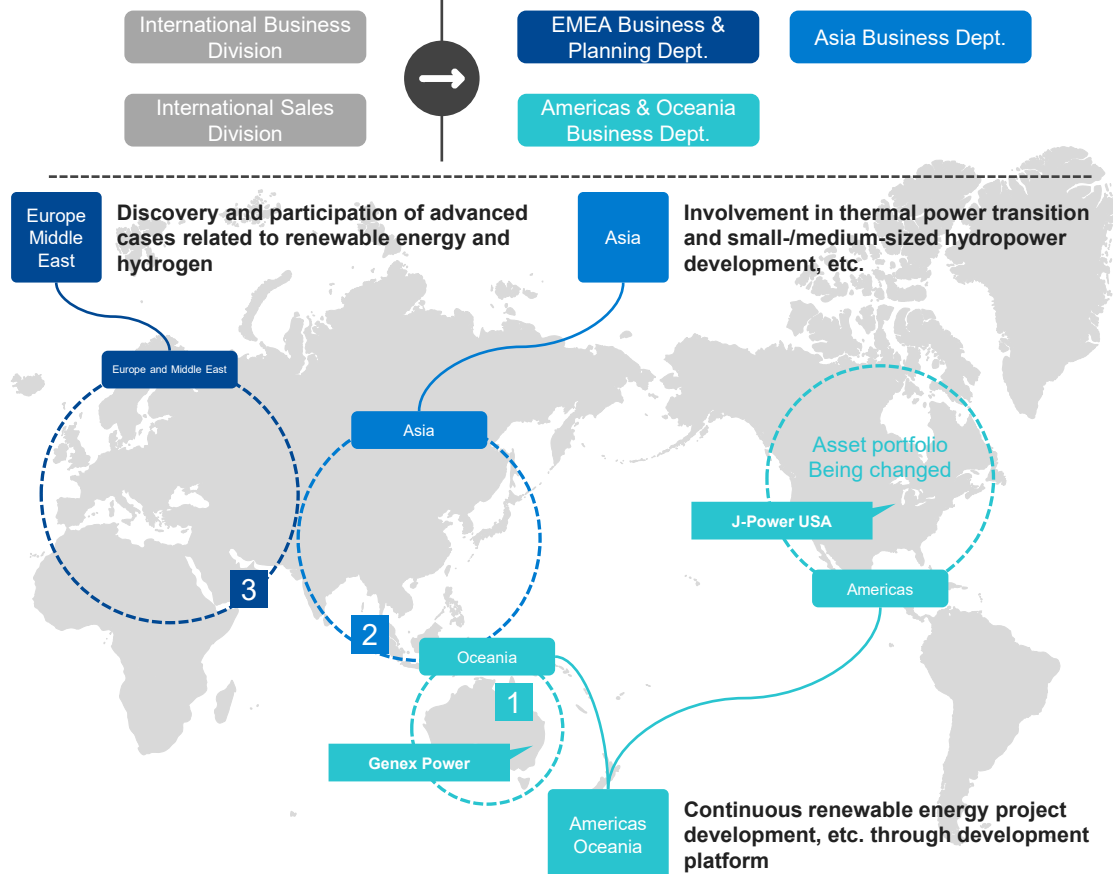 International Business
Division
EMEA Business &
Planning Dept.
Asia Business Dept.
International Sales
Division
Americas & Oceania
Business Dept.
Europe
Middle
East
Discovery and participation of advanced
cases related to renewable energy and
hydrogen
Asia
Involvement in thermal power transition
and small-/medium-sized hydropower
development, etc.
Europe and Middle East
Asia
Asset portfolio
Being changed
J-Power USA
3
Americas
2
Oceania
1
Genex Power
Americas
Oceania
Continuous renewable energy project
development, etc. through development
platform